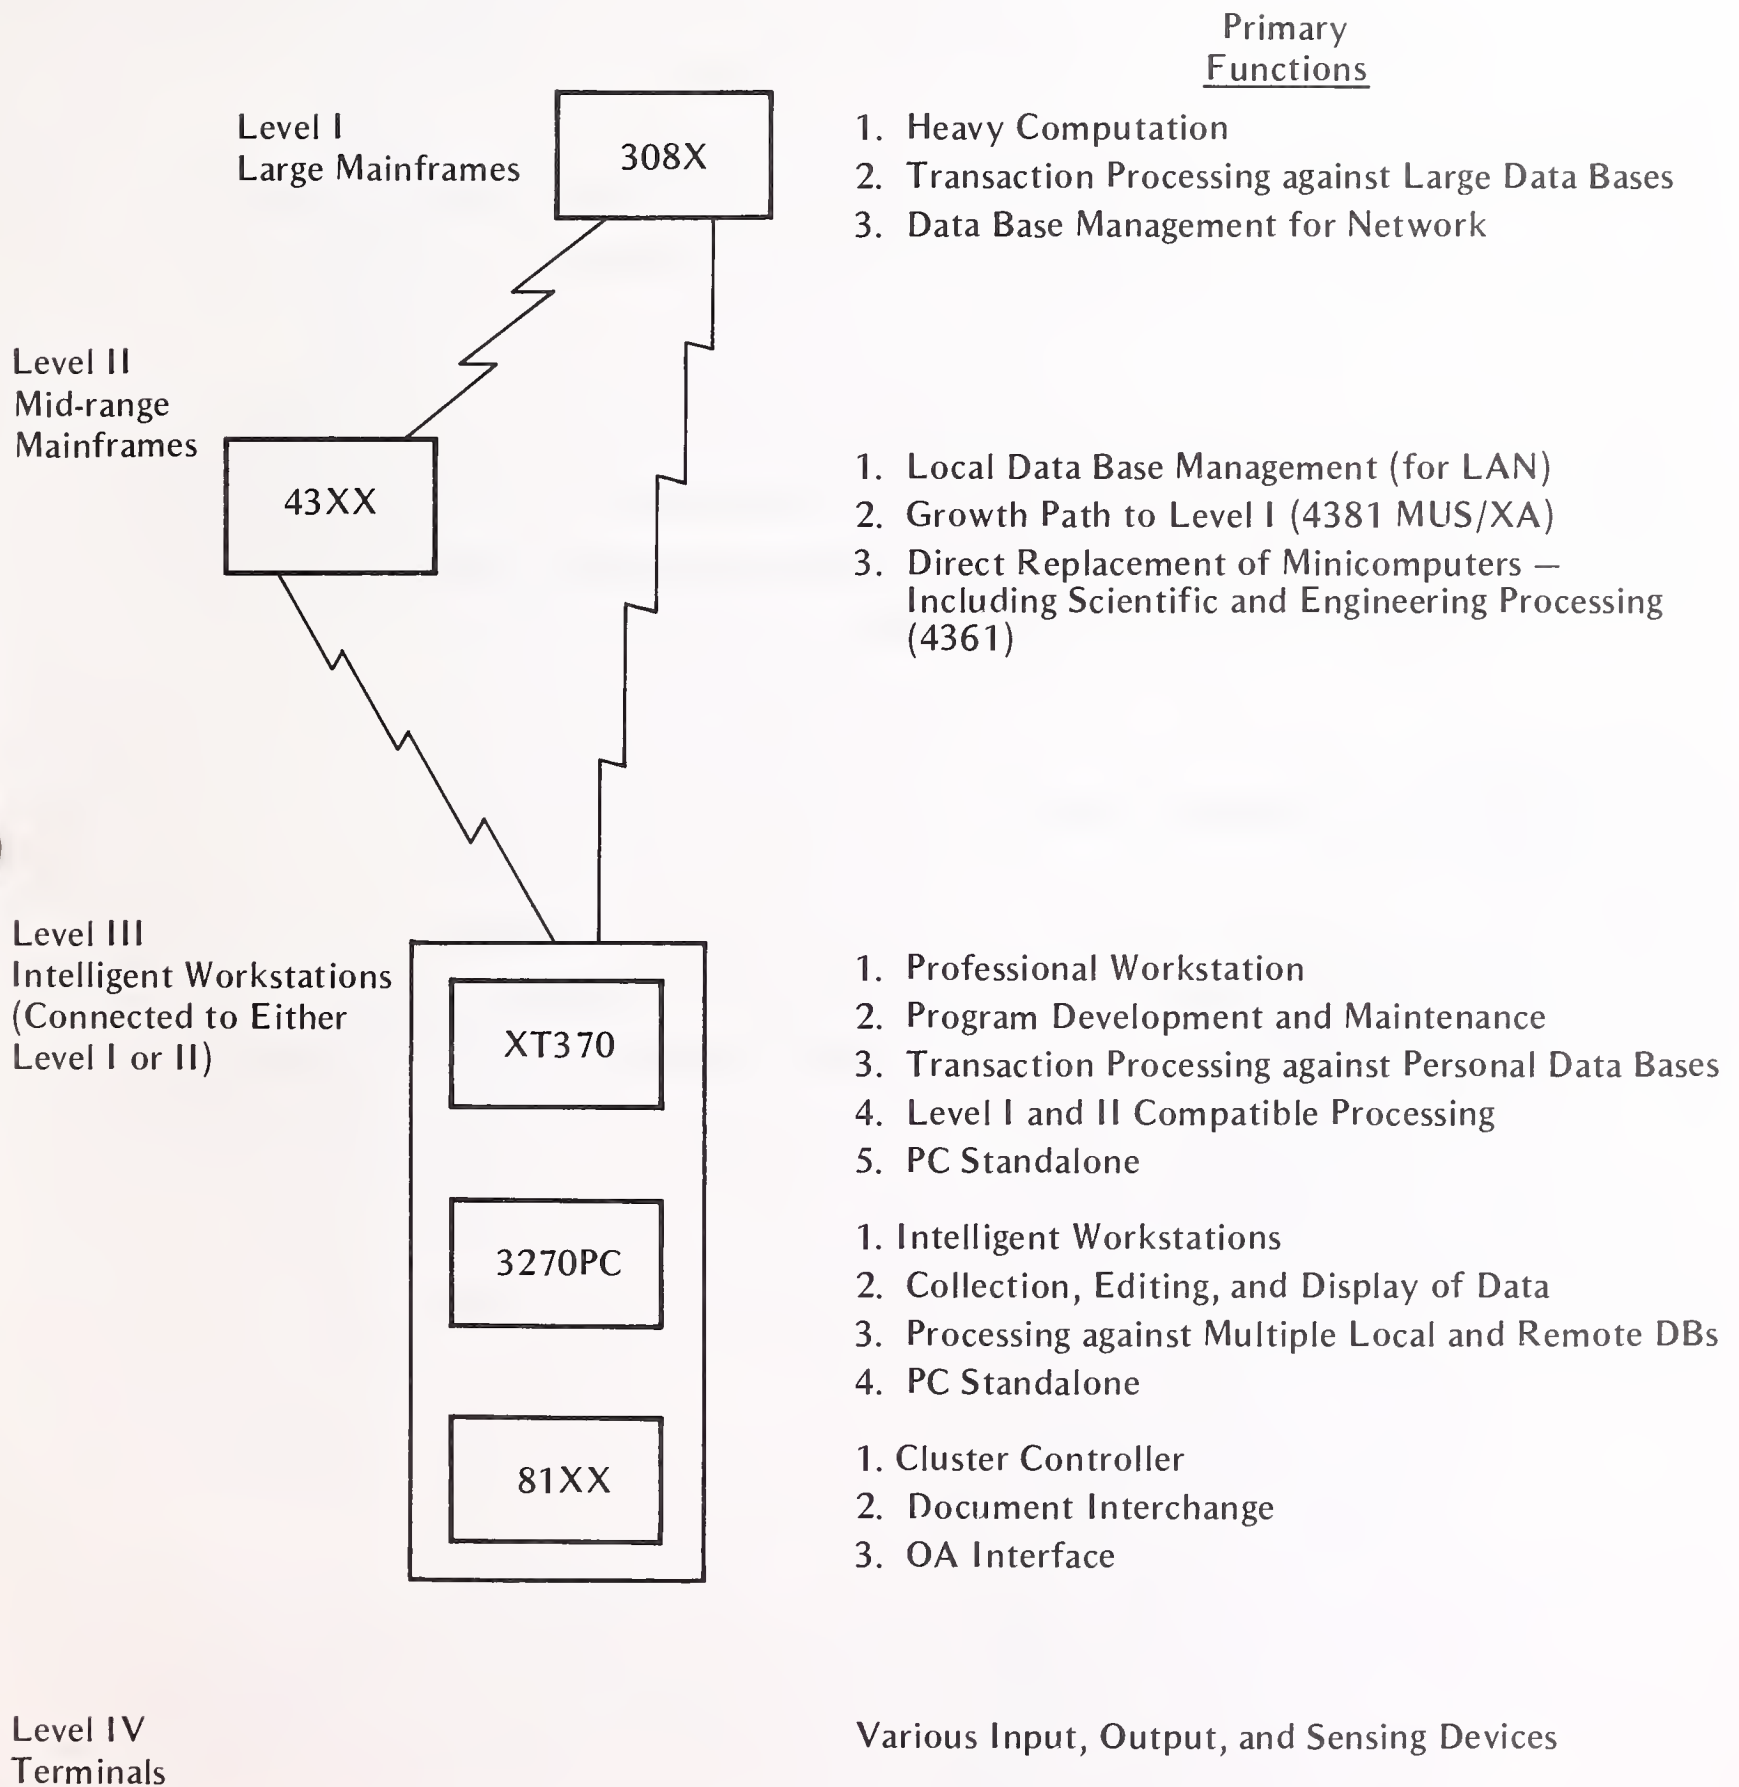 Primary
Functions
Level I
Large Mainframes
308X
1. Heavy Computation
2. Transaction Processing against Large Data Bases
3. Data Base Management for Network
Level II
Mid-range
Mainframes
43XX
1. Local Data Base Management (for LAN)
2. Growth Path to Level I (4381 MUS/XA)
3. Direct Replacement of Minicomputers —
Including Scientific and Engineering Processing
(4361)
Level III
Intelligent Workstations
(Connected to Either
Level I or II)
XT370
1. Professional Workstation
2. Program Development and Maintenance
3. Transaction Processing against Personal Data Bases
4. Level I and II Compatible Processing
5. PC Standalone
3270PC
1. Intelligent Workstations
2. Collection, Editing, and Display of Data
3. Processing against Multiple Local and Remote DBs
4. PC Standalone
81XX
1. Cluster Controller
2. Document Interchange
3. OA Interface
Level IV
Terminals
Various Input, Output, and Sensing Devices